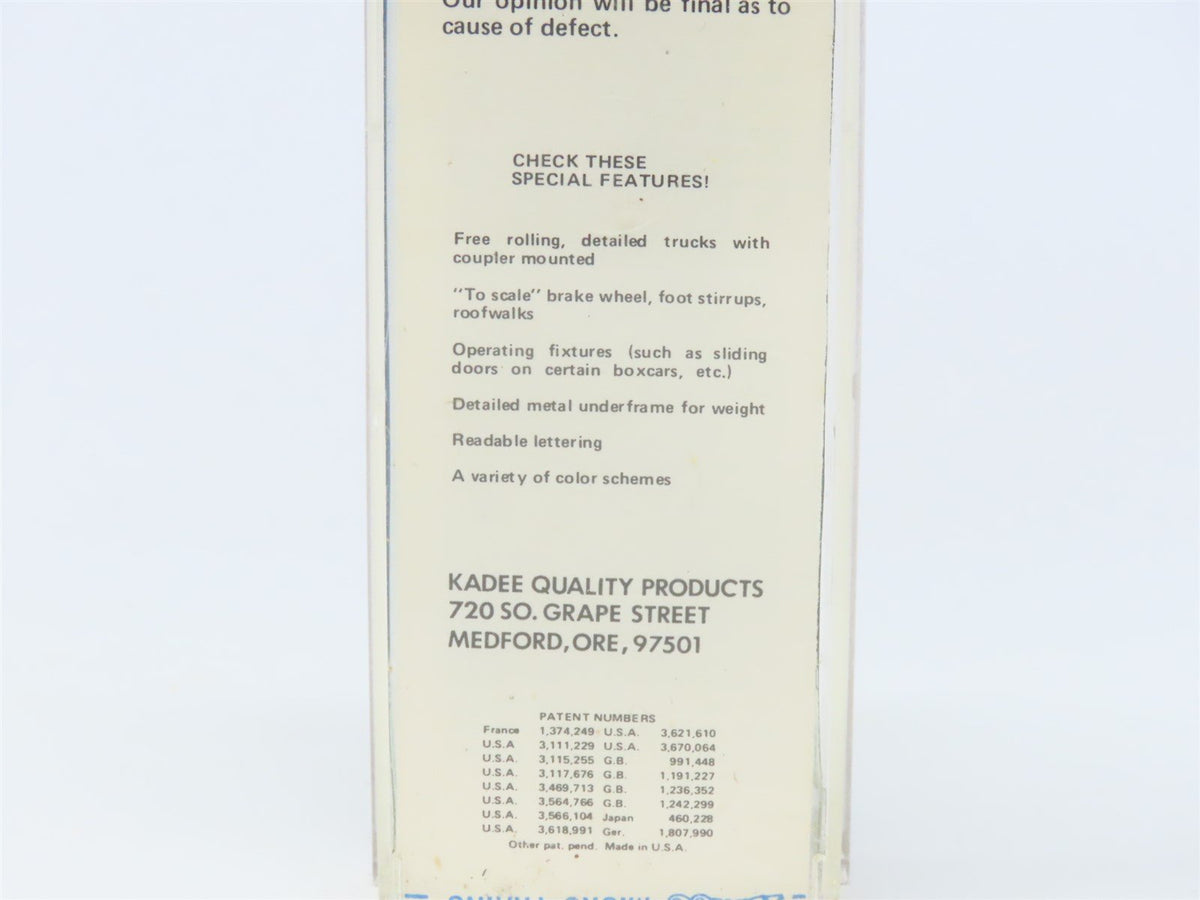 Our opinion will be final as to
cause of defect.
CHECK THESE
SPECIAL FEATURES!
Free rolling, detailed trucks with
coupler mounted
"To scale" brake wheel, foot stirrups,
roofwalks
Operating fixtures (such as sliding
doors on certain boxcars, etc.)
Detailed metal underframe for weight
Readable lettering
A variety of color schemes
KADEE QUALITY PRODUCTS
720 SO. GRAPE STREET
MEDFORD, ORE, 97501
PATENT NUMBERS
France 1,374,249 U.S.A. 3,621,610
U.S.A 3,111,229 U.S.A. 3,670,064
U.S.A. 3,115,255 G.B. 991,448
U.S.A. 3,117,676 G.B. 1,191,227
U.S.A. 3,469,713 G.B. 1,236,352
U.S.A. 3,564,766 G.B. 1,242,299
U.S.A. 3,566,104 Japan 460,228
U.S.A. 3,618,991 Ger. 1,807,990
Other pat. pend. Made in U.S.A.